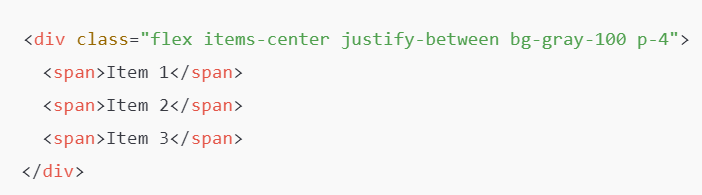 <div class="flex items-center justify-between bg-gray-100 p-4">
  <span>Item 1</span>
  <span>Item 2</span>
  <span>Item 3</span>
</div>